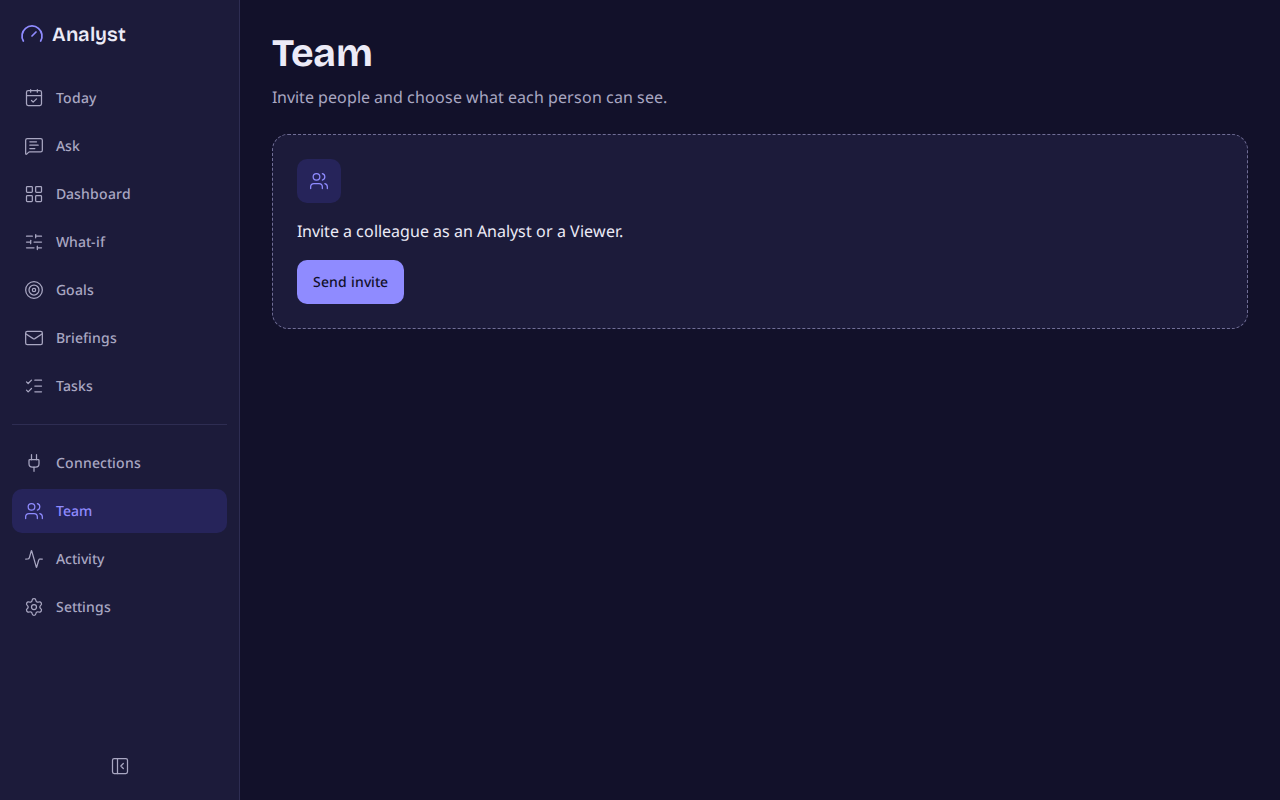 Analyst
Today
Ask
Dashboard
What-if
Goals
Briefings
Tasks
Connections
Team
Activity
Settings
Team
Invite people and choose what each person can see.
Invite a colleague as an Analyst or a Viewer.
Send invite